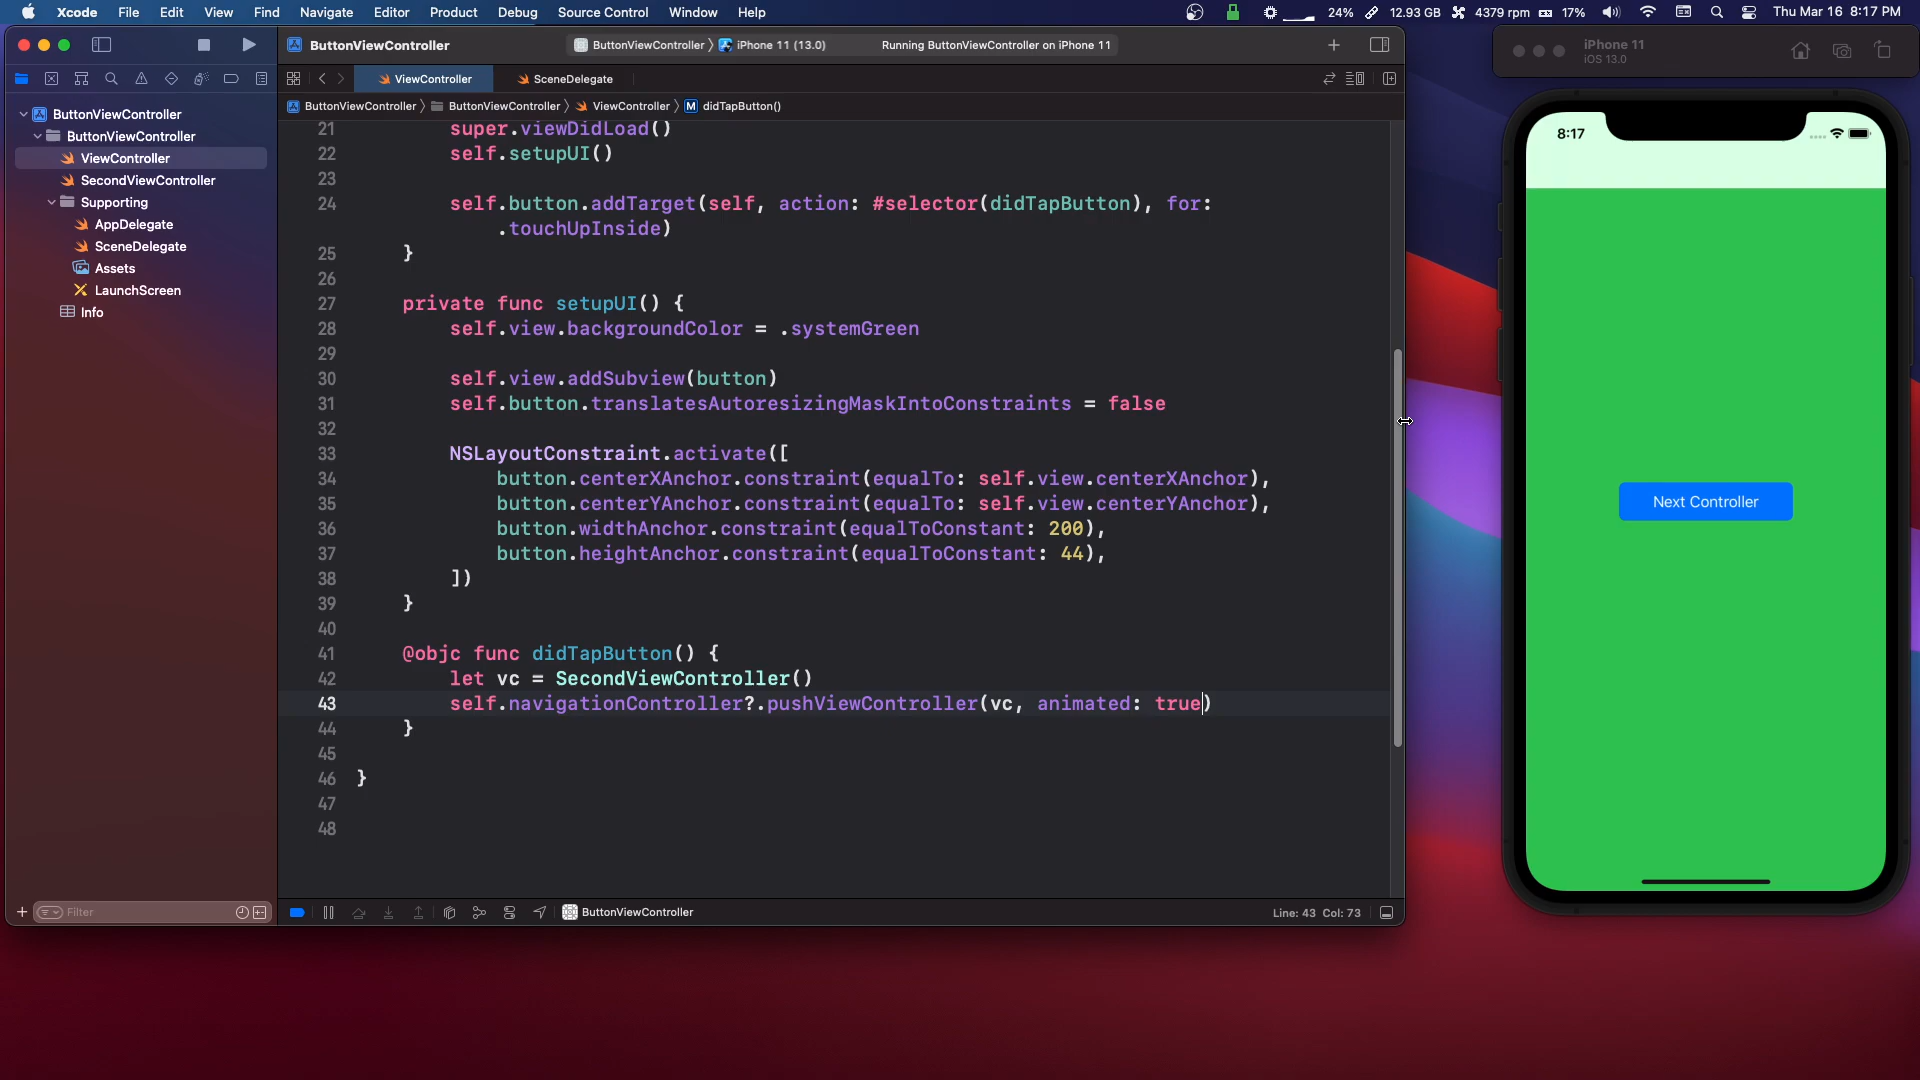 Xcode File Edit View Find Navigate Editor Product Debug Source Control Window Help 24% 12.93 GB 4379 rpm 17% Thu Mar 16 8:17 PM
ButtonViewController ButtonViewController iPhone 11 (13.0) Running ButtonViewController on iPhone 11
ViewController SceneDelegate
ButtonViewController ButtonViewController ViewController M didTapButton()
ButtonViewController
ButtonViewController
ViewController
SecondViewController
Supporting
AppDelegate
SceneDelegate
Assets
LaunchScreen
Info
Filter
21 super.viewDidLoad()
22 self.setupUI()
23
24 self.button.addTarget(self, action: #selector(didTapButton), for:
.touchUpInside)
25 }
26
27 private func setupUI() {
28 self.view.backgroundColor = .systemGreen
29
30 self.view.addSubview(button)
31 self.button.translatesAutoresizingMaskIntoConstraints = false
32
33 NSLayoutConstraint.activate([
34 button.centerXAnchor.constraint(equalTo: self.view.centerXAnchor),
35 button.centerYAnchor.constraint(equalTo: self.view.centerYAnchor),
36 button.widthAnchor.constraint(equalToConstant: 200),
37 button.heightAnchor.constraint(equalToConstant: 44),
38 ])
39 }
40
41 @objc func didTapButton() {
42 let vc = SecondViewController()
43 self.navigationController?.pushViewController(vc, animated: true)
44 }
45
46 }
47
48
ButtonViewController Line: 43 Col: 73
iPhone 11
iOS 13.0
8:17
Next Controller